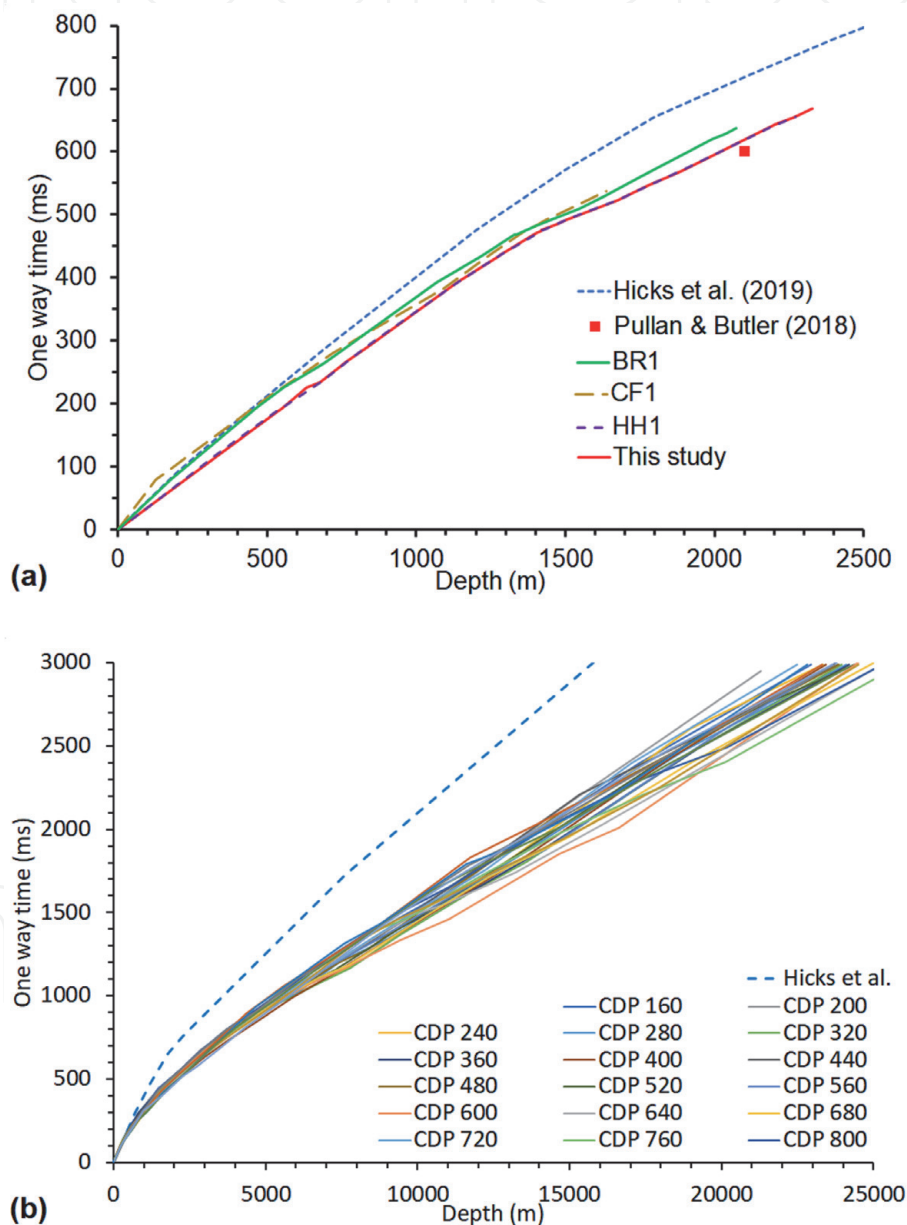 800
700
600
500
400
300
200
100
0
One way time (ms)
0 500 1000 1500 2000 2500
Depth (m)
Hicks et al. (2019)
Pullan & Butler (2018)
BR1
CF1
HH1
This study
(a)
3000
2500
2000
1500
1000
500
0
One way time (ms)
Hicks et al.
CDP 160 CDP 200
CDP 240 CDP 280 CDP 320
CDP 360 CDP 400 CDP 440
CDP 480 CDP 520 CDP 560
CDP 600 CDP 640 CDP 680
CDP 720 CDP 760 CDP 800
0 5000 10000 15000 20000 25000
Depth (m)
(b)